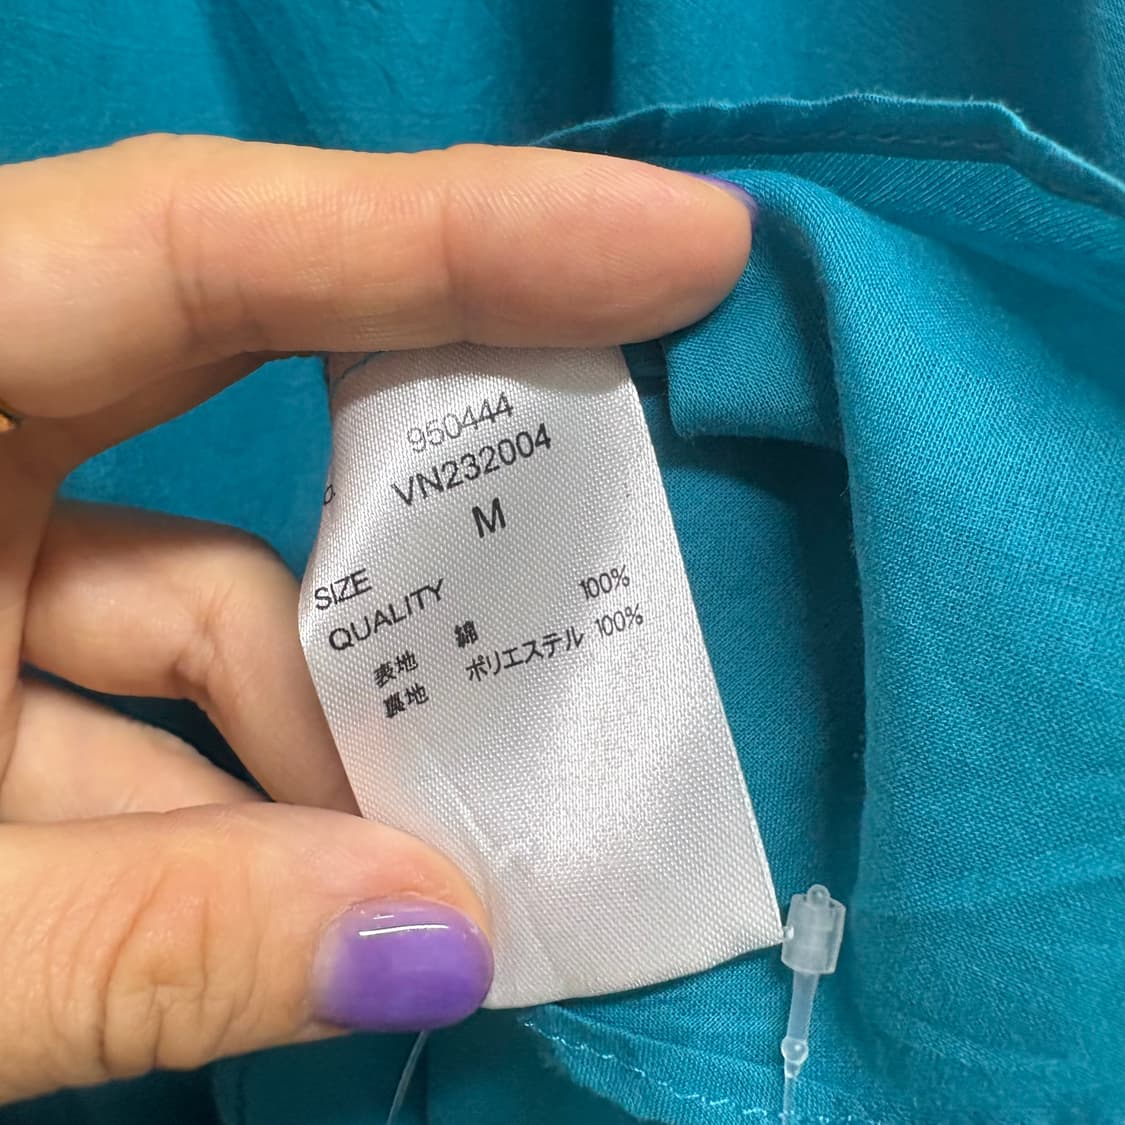 950444
VN232004
SIZE M
QUALITY
表地 綿 100%
裏地 ポリエステル 100%